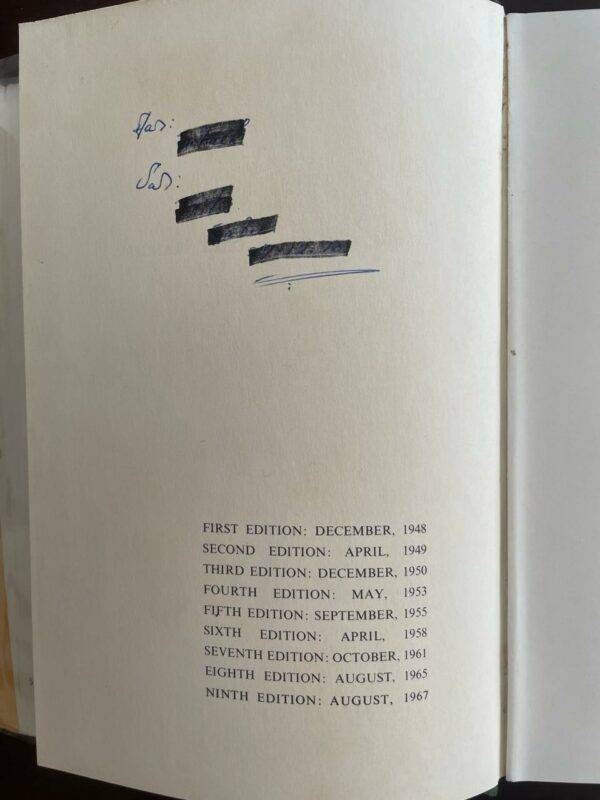 FIRST EDITION: DECEMBER, 1948
SECOND EDITION: APRIL, 1949
THIRD EDITION: DECEMBER, 1950
FOURTH EDITION: MAY, 1953
FIFTH EDITION: SEPTEMBER, 1955
SIXTH EDITION: APRIL, 1958
SEVENTH EDITION: OCTOBER, 1961
EIGHTH EDITION: AUGUST, 1965
NINTH EDITION: AUGUST, 1967